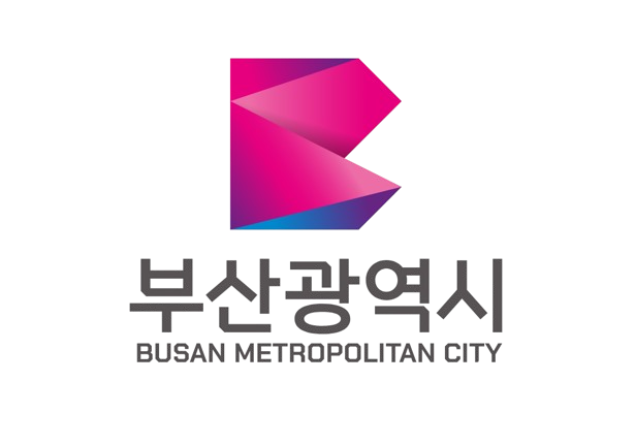 부산광역시
BUSAN METROPOLITAN CITY